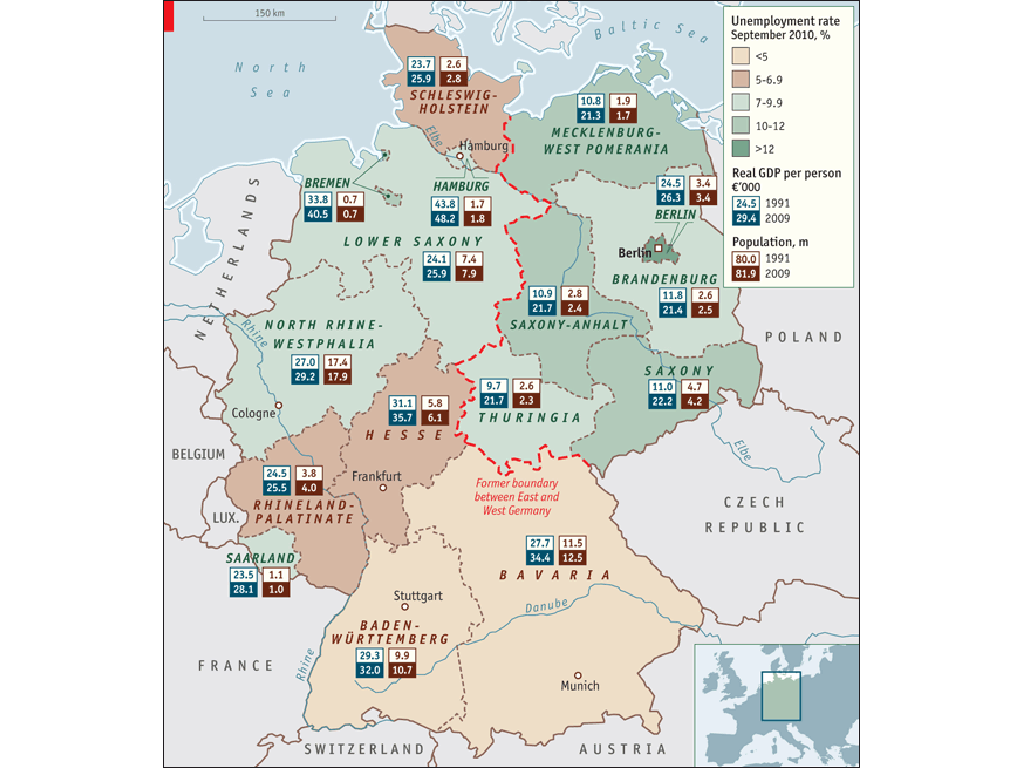 150 km
North
Sea
Baltic Sea
Unemployment rate
September 2010, %
<5
5-6.9
7-9.9
10-12
>12
Real GDP per person
€'000
24.5 1991
29.4 2009
Population, m
80.0 1991
81.9 2009
23.7 2.6
25.9 2.8
SCHLESWIG-
HOLSTEIN
10.8 1.9
21.3 1.7
MECKLENBURG-
WEST POMERANIA
Elbe
Hamburg
BREMEN
33.8 0.7
40.5 0.7
HAMBURG
43.8 1.7
48.2 1.8
24.5 3.4
26.3 3.4
BERLIN
Berlin
LOWER SAXONY
24.1 7.4
25.9 7.9
NETHERLANDS
BRANDENBURG
11.8 2.6
21.4 2.5
10.9 2.8
21.7 2.4
SAXONY-ANHALT
POLAND
Rhine
NORTH RHINE-
WESTPHALIA
27.0 17.4
29.2 17.9
Cologne
SAXONY
11.0 4.7
22.2 4.2
9.7 2.6
21.7 2.3
THURINGIA
31.1 5.8
35.7 6.1
HESSE
Elbe
BELGIUM
Frankfurt
24.5 3.8
25.5 4.0
RHINELAND-
PALATINATE
LUX.
Former boundary
between East and
West Germany
CZECH
REPUBLIC
SAARLAND
23.5 1.1
28.1 1.0
27.7 11.5
34.4 12.5
BAVARIA
Stuttgart
Danube
BADEN-
WÜRTTEMBERG
29.3 9.9
32.0 10.7
FRANCE
Rhine
Munich
SWITZERLAND
AUSTRIA